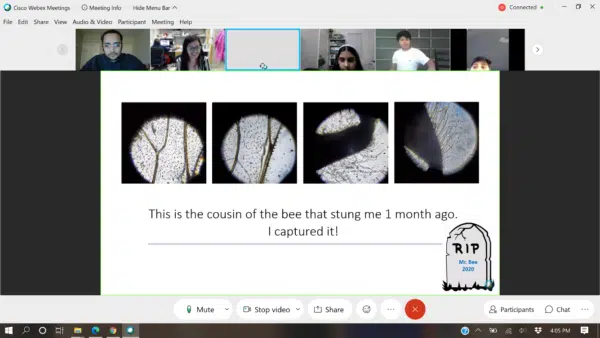 Cisco Webex Meetings
Meeting Info
Hide Menu Bar
Connected
File Edit Share View Audio & Video Participant Meeting Help
This is the cousin of the bee that stung me 1 month ago.
I captured it!
RIP
Mr. Bee
2020
Mute
Stop video
Share
Participants
Chat
4:05 PM